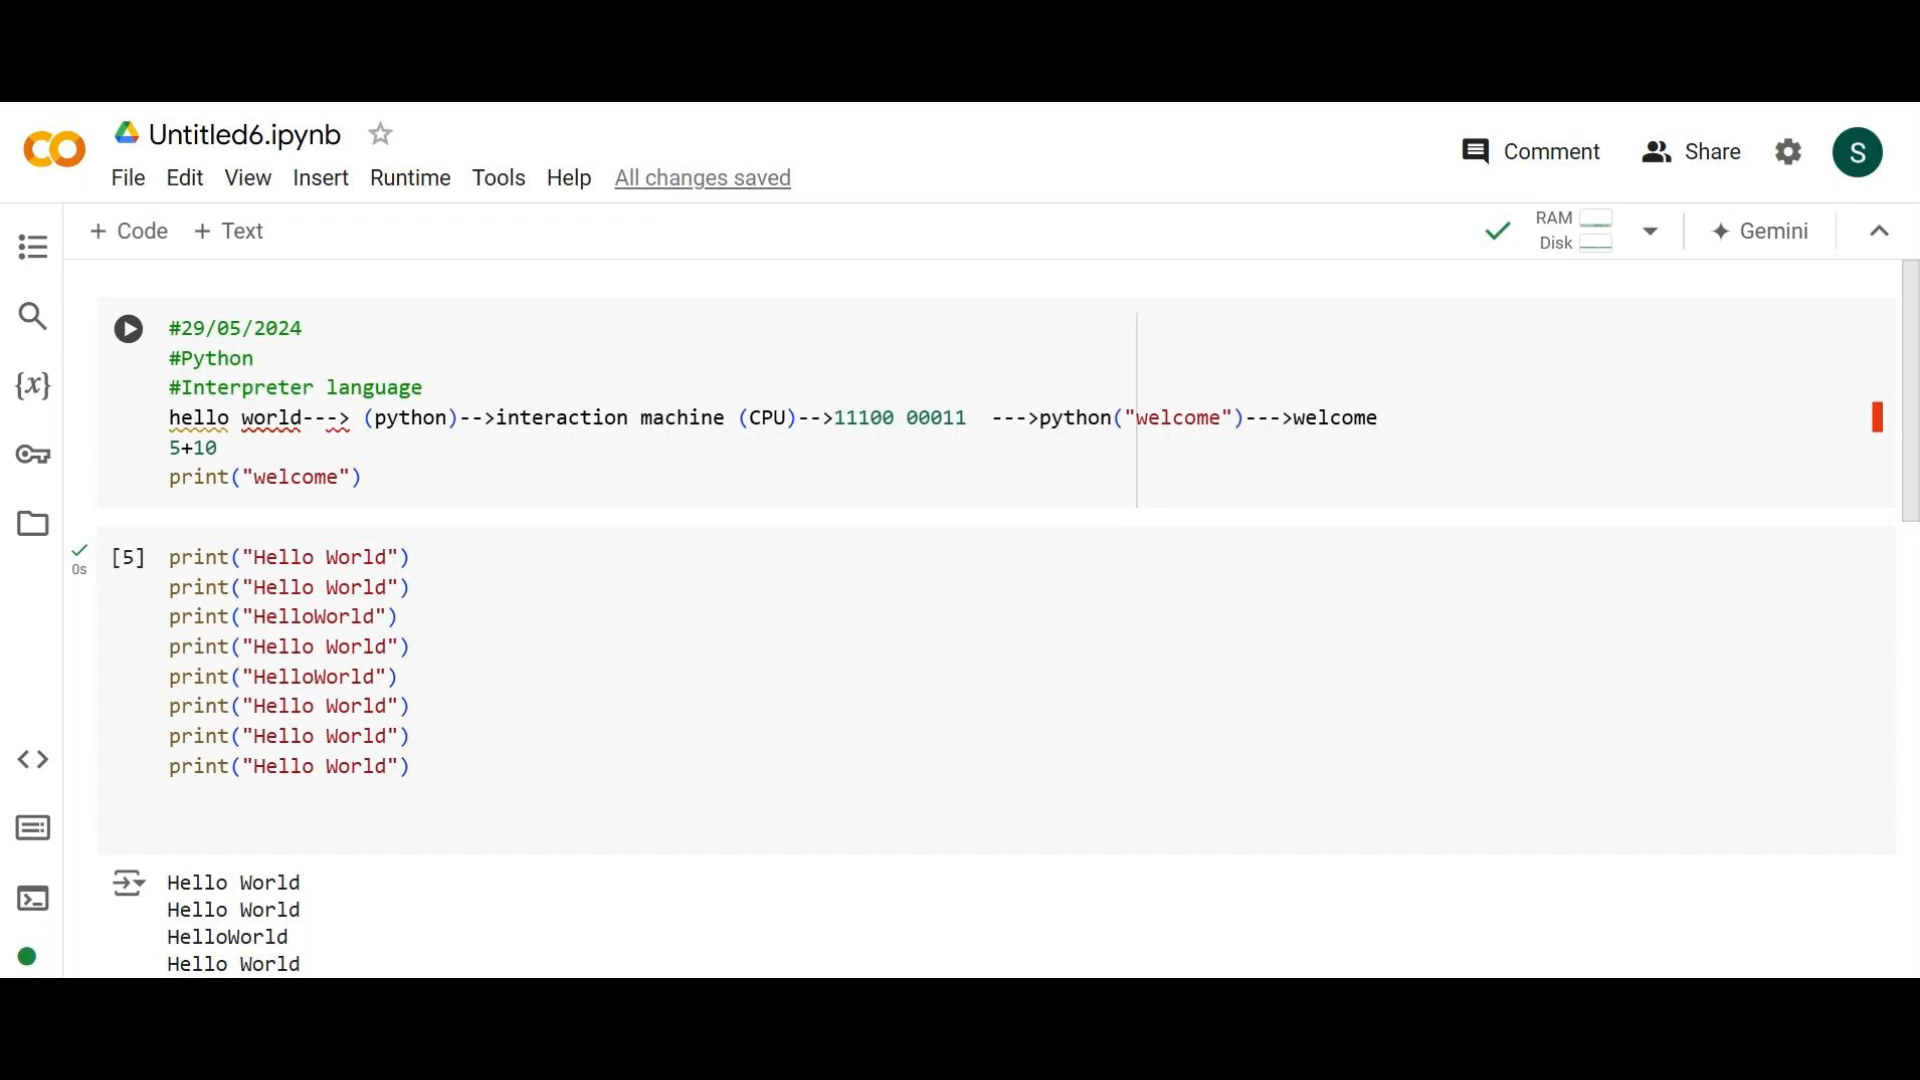 Untitled6.ipynb
File Edit View Insert Runtime Tools Help All changes saved
Comment Share S
+ Code + Text
RAM
Disk
Gemini
#29/05/2024
#Python
#Interpreter language
hello world---> (python)-->interaction machine (CPU)-->11100 00011  --->python("welcome")--->welcome
5+10
print("welcome")
[5] print("Hello World")
0s
print("Hello World")
print("HelloWorld")
print("Hello World")
print("HelloWorld")
print("Hello World")
print("Hello World")
print("Hello World")
Hello World
Hello World
HelloWorld
Hello World